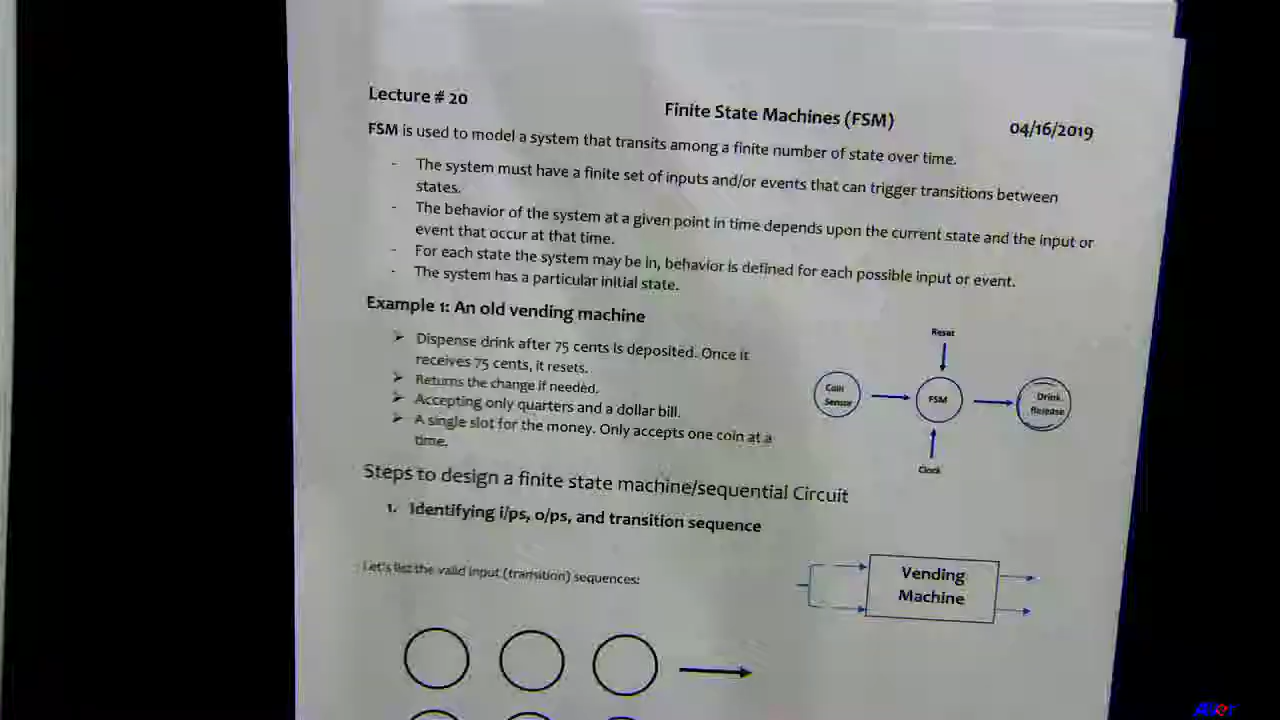 Lecture # 20
Finite State Machines (FSM)
04/16/2019
FSM is used to model a system that transits among a finite number of state over time.
- The system must have a finite set of inputs and/or events that can trigger transitions between
states.
- The behavior of the system at a given point in time depends upon the current state and the input or
event that occur at that time.
- For each state the system may be in, behavior is defined for each possible input or event.
- The system has a particular initial state.
Example 1: An old vending machine
➤ Dispense drink after 75 cents is deposited. Once it
receives 75 cents, it resets.
➤ Returns the change if needed.
➤ Accepting only quarters and a dollar bill.
➤ A single slot for the money. Only accepts one coin at a
time.
Reset
Coin
Sensor
FSM
Drink
Release
Clock
Steps to design a finite state machine/sequential Circuit
1. Identifying i/ps, o/ps, and transition sequence
Let's list the valid input (transition) sequences:
Vending
Machine